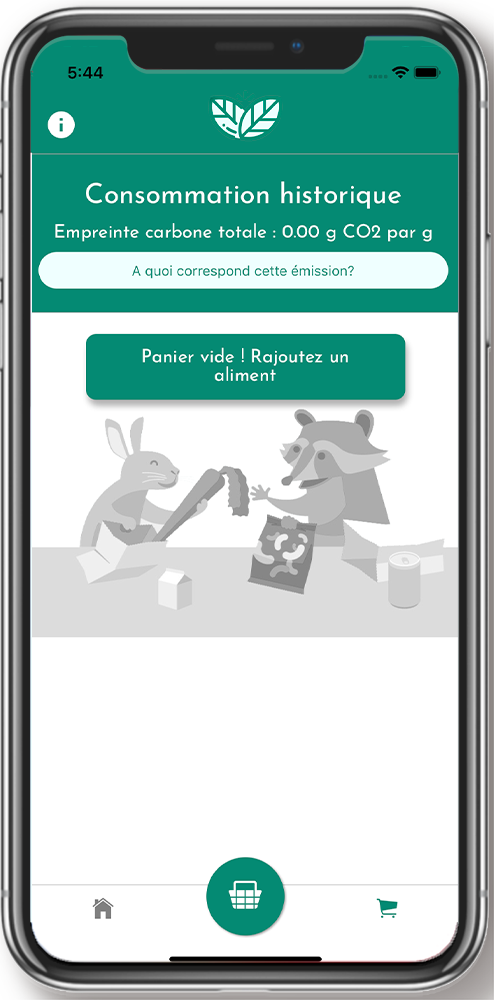 5:44
Consommation historique
Empreinte carbone totale : 0.00 g CO2 par g
A quoi correspond cette émission?
Panier vide ! Rajoutez un
aliment